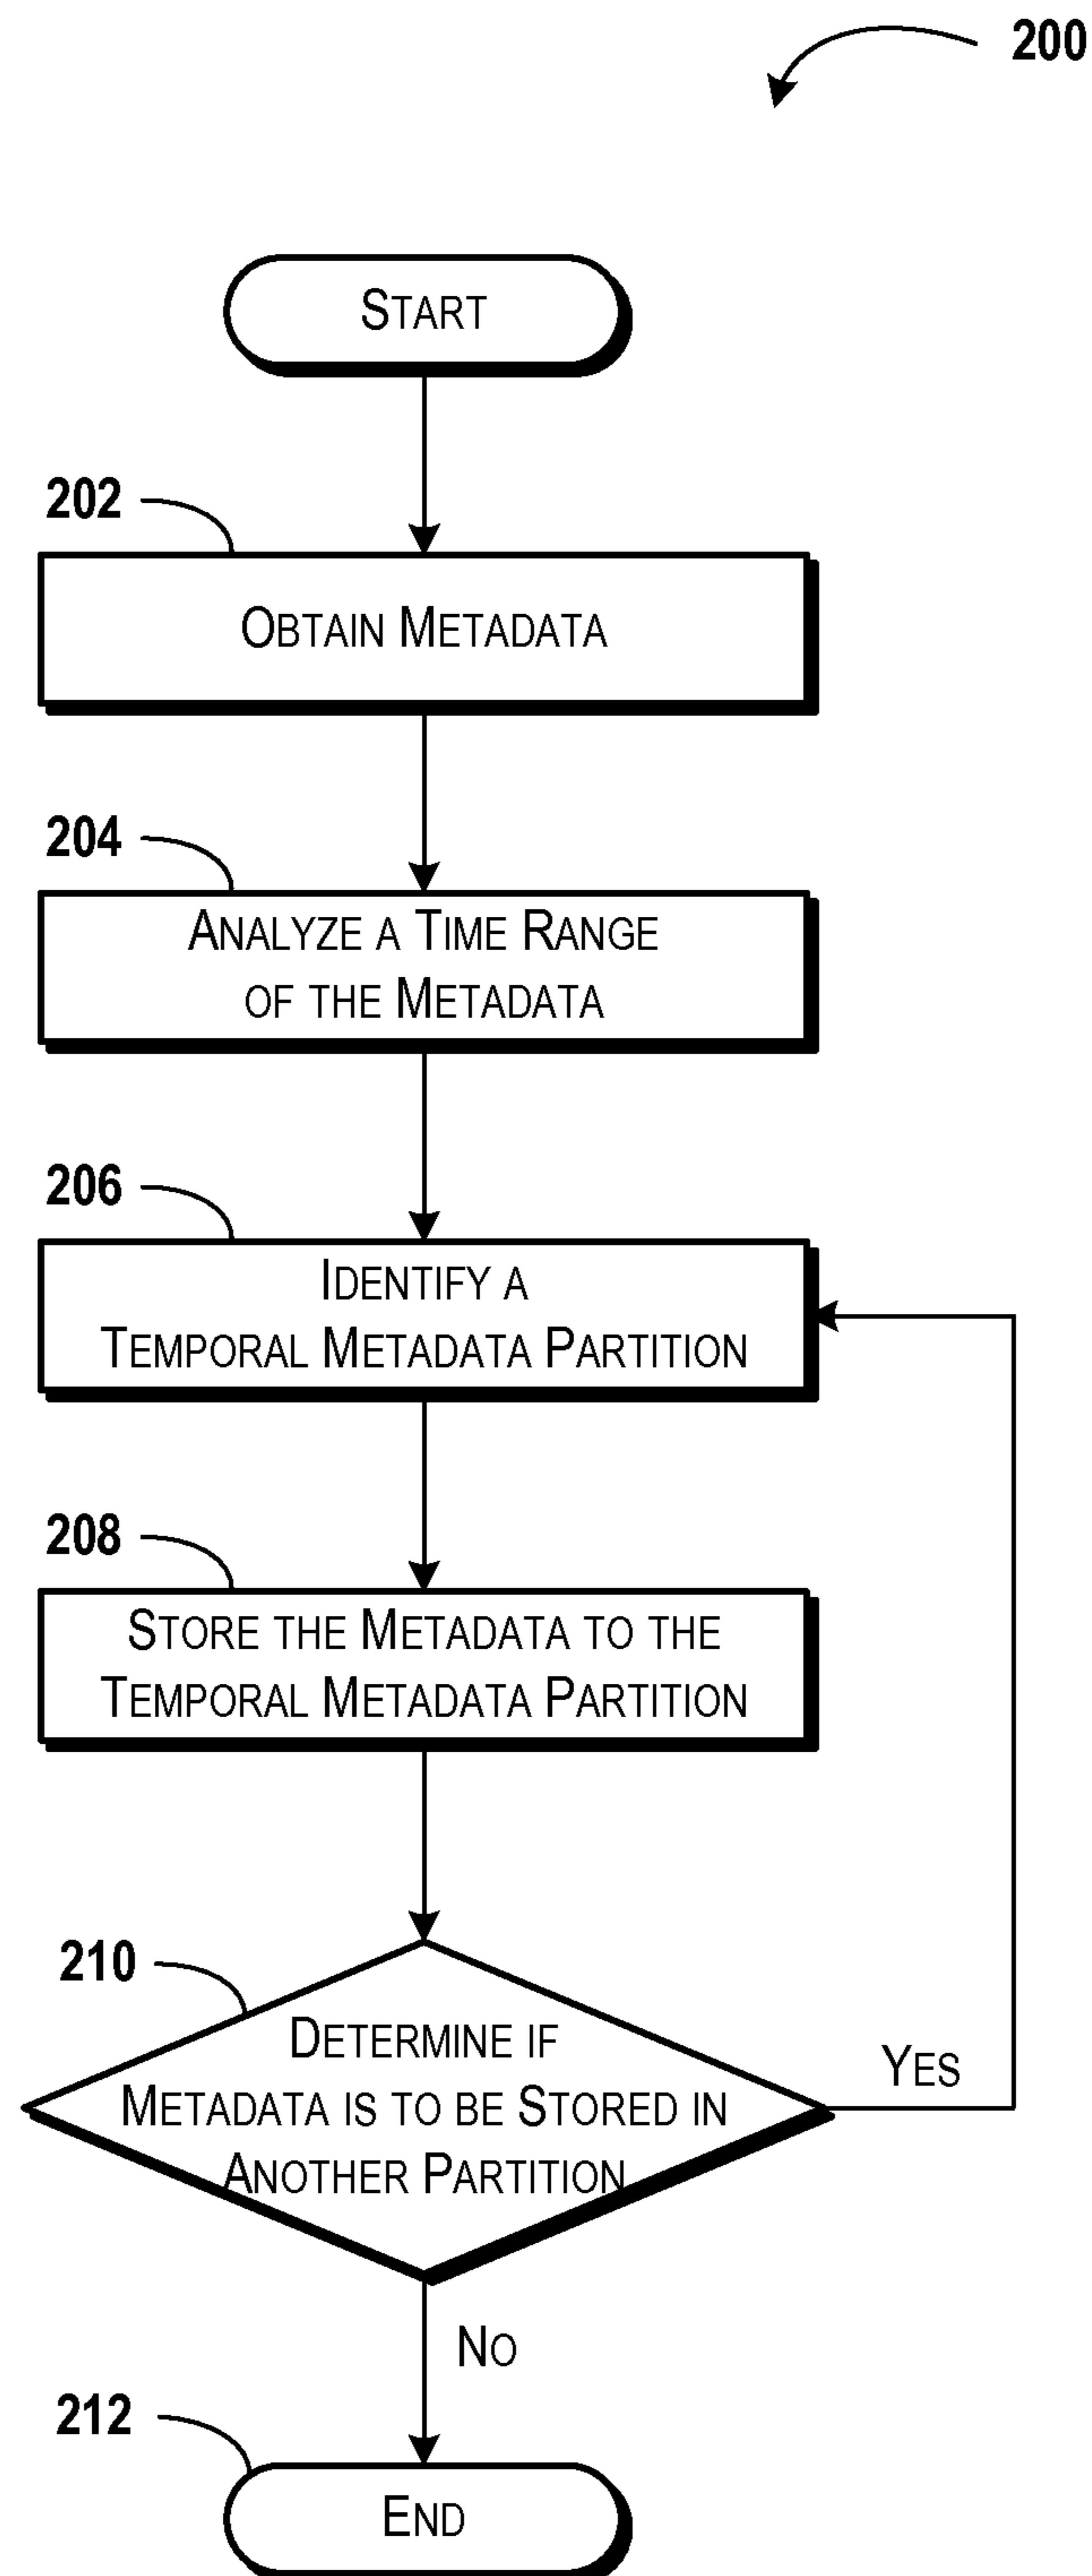 200
START
202
OBTAIN METADATA
204
ANALYZE A TIME RANGE
OF THE METADATA
206
IDENTIFY A
TEMPORAL METADATA PARTITION
208
STORE THE METADATA TO THE
TEMPORAL METADATA PARTITION
210
DETERMINE IF
METADATA IS TO BE STORED IN
ANOTHER PARTITION
YES
NO
212
END